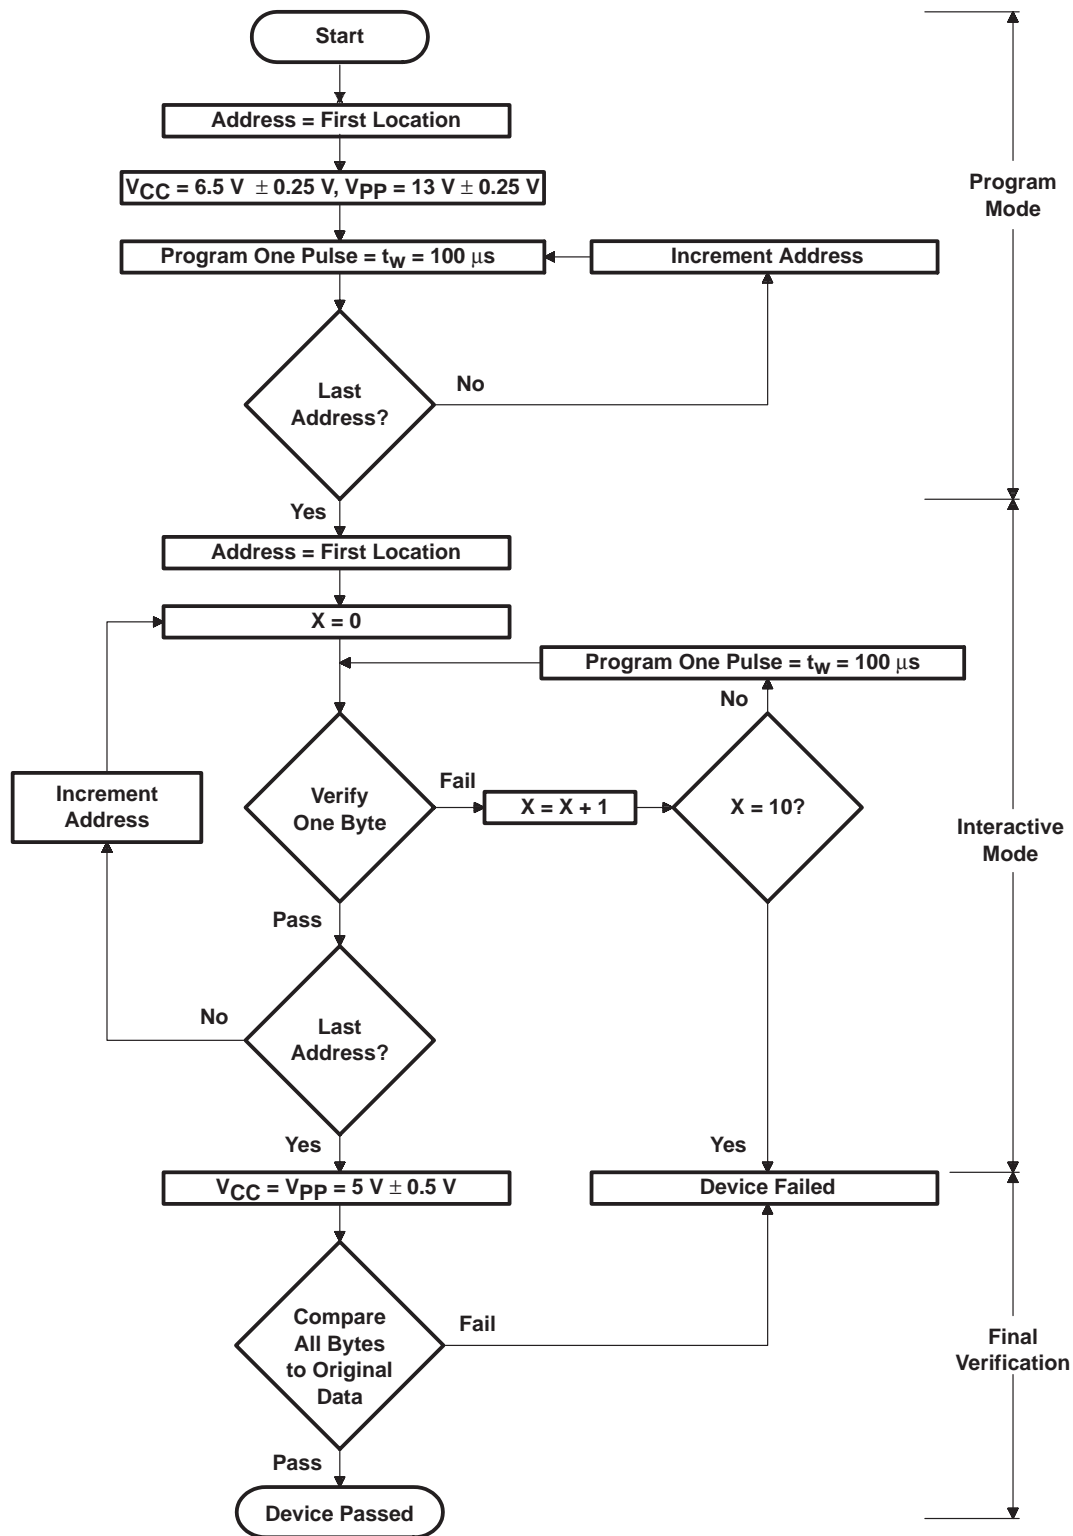 Start
Address = First Location
VCC = 6.5 V ± 0.25 V, VPP = 13 V ± 0.25 V
Program
Mode
Program One Pulse = tw = 100 μs
Increment Address
Last
Address?
No
Yes
Address = First Location
X = 0
Program One Pulse = tw = 100 μs
No
Increment
Address
Verify
One Byte
Fail
X = X + 1
X = 10?
Interactive
Mode
Pass
No
Last
Address?
Yes
Yes
VCC = VPP = 5 V ± 0.5 V
Device Failed
Compare
All Bytes
to Original
Data
Fail
Final
Verification
Pass
Device Passed